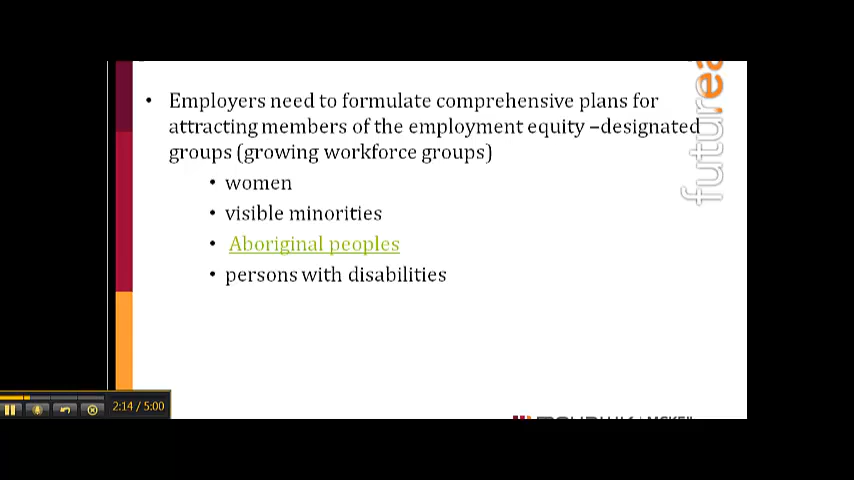 • Employers need to formulate comprehensive plans for
attracting members of the employment equity –designated
groups (growing workforce groups)
• women
• visible minorities
• Aboriginal peoples
• persons with disabilities
2:14 / 5:00
future